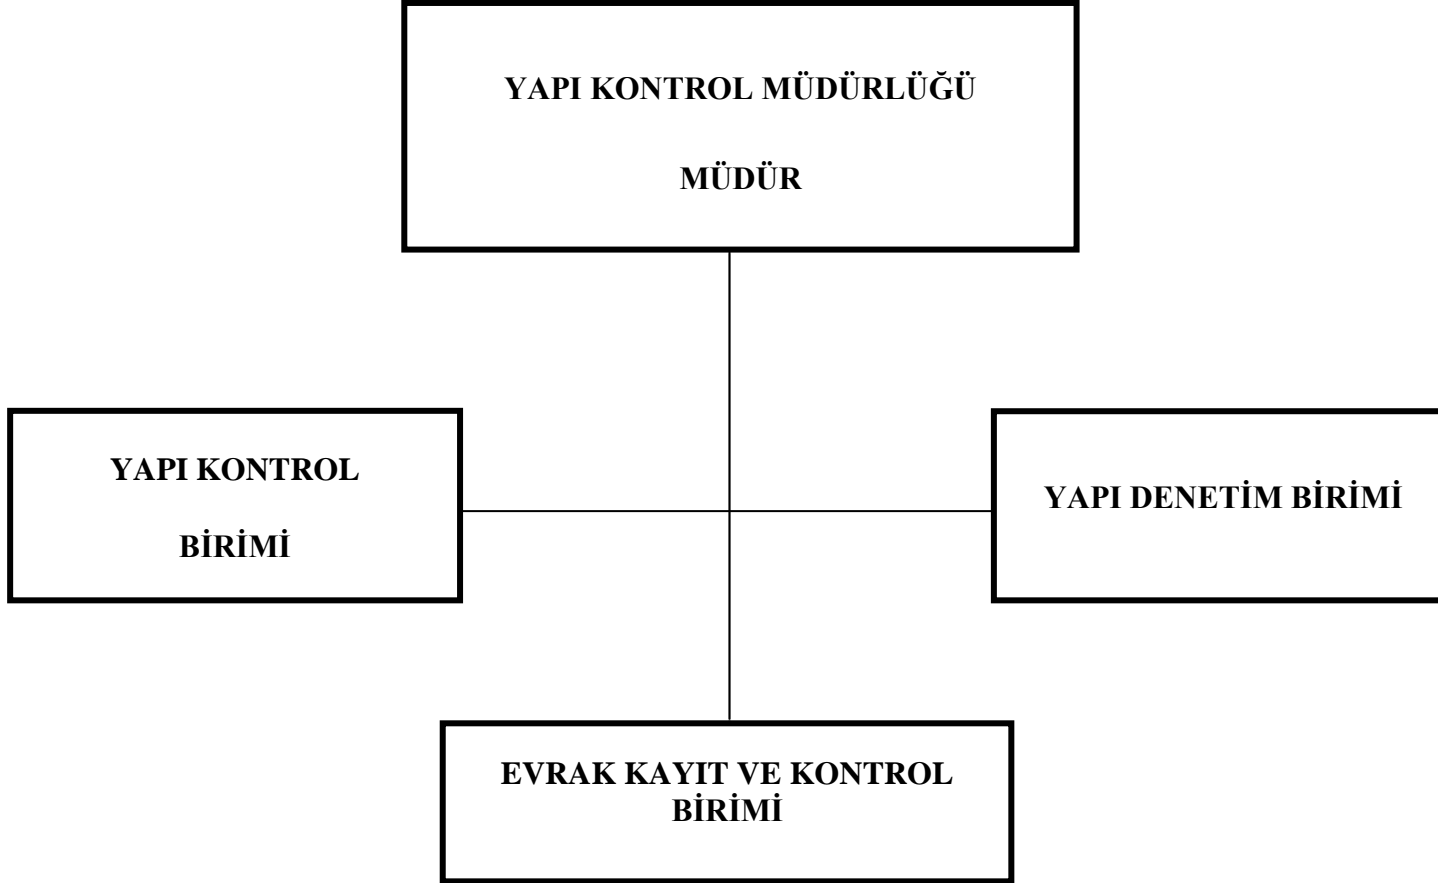 YAPI KONTROL MÜDÜRLÜĞÜ
MÜDÜR
YAPI KONTROL
BİRİMİ
YAPI DENETİM BİRİMİ
EVRAK KAYIT VE KONTROL
BİRİMİ